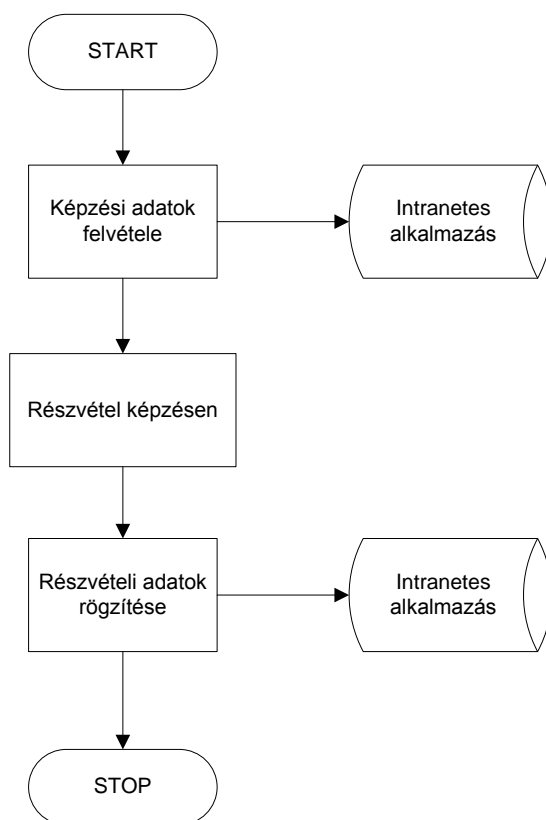 START
Képzési adatok
felvétele
Intranetes
alkalmazás
Részvétel képzésen
Részvételi adatok
rögzítése
Intranetes
alkalmazás
STOP